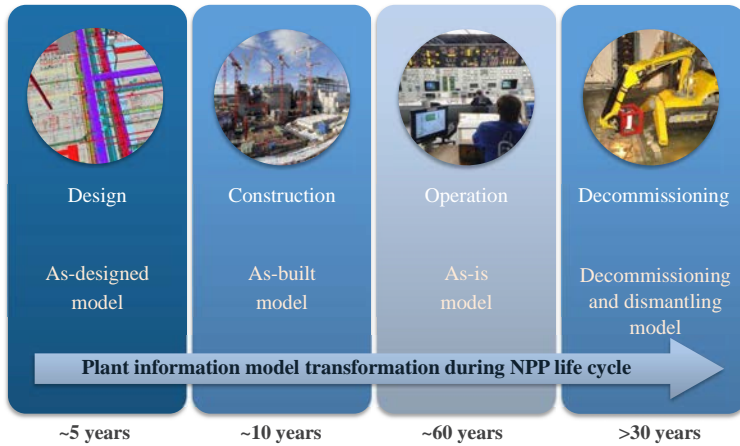 Design
Construction
Operation
Decommissioning
As-designed
model
As-built
model
As-is
model
Decommissioning
and dismantling
model
Plant information model transformation during NPP life cycle
~5 years
~10 years
~60 years
>30 years